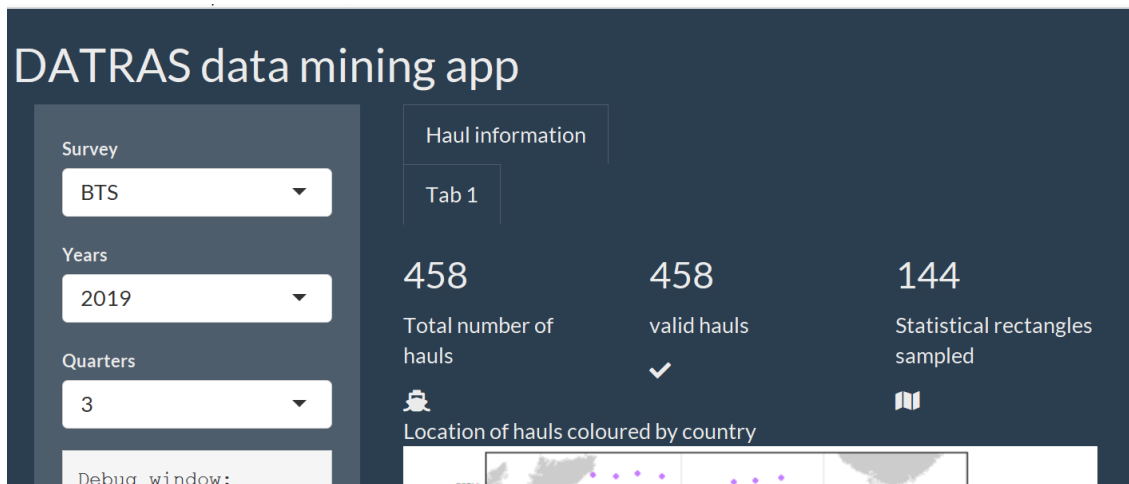 DATRAS data mining app
Survey
BTS
Years
2019
Quarters
3
Debug window:
Haul information
Tab 1
458
Total number of
hauls
458
valid hauls
144
Statistical rectangles
sampled
Location of hauls coloured by country